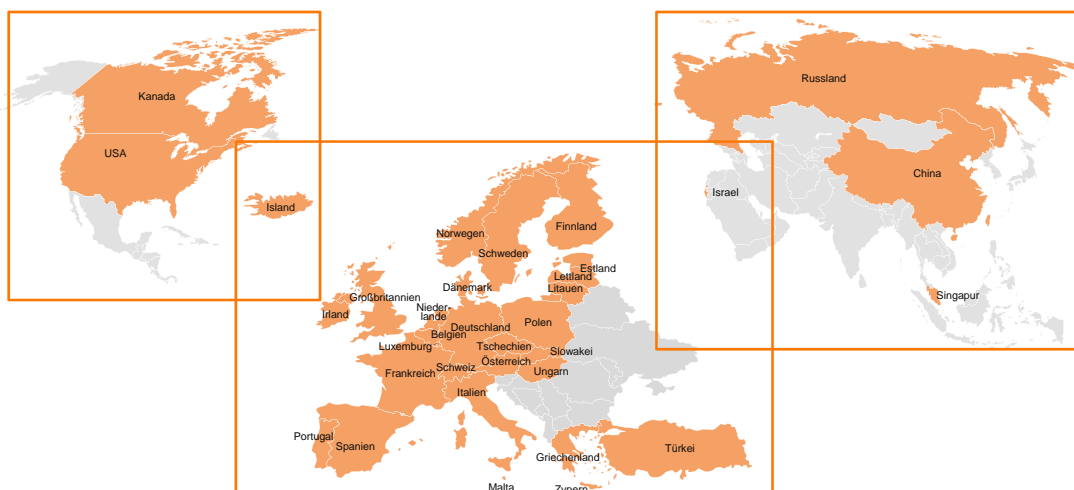 Kanada
USA
Island
Russland
China
Israel
Singapur
Norwegen
Finnland
Schweden
Estland
Lettland
Litauen
Dänemark
Großbritannien
Irland
Nieder-
lande
Deutschland
Polen
Belgien
Luxemburg
Tschechien
Slowakei
Österreich
Schweiz
Ungarn
Frankreich
Italien
Portugal
Spanien
Griechenland
Türkei
Malta
Zypern